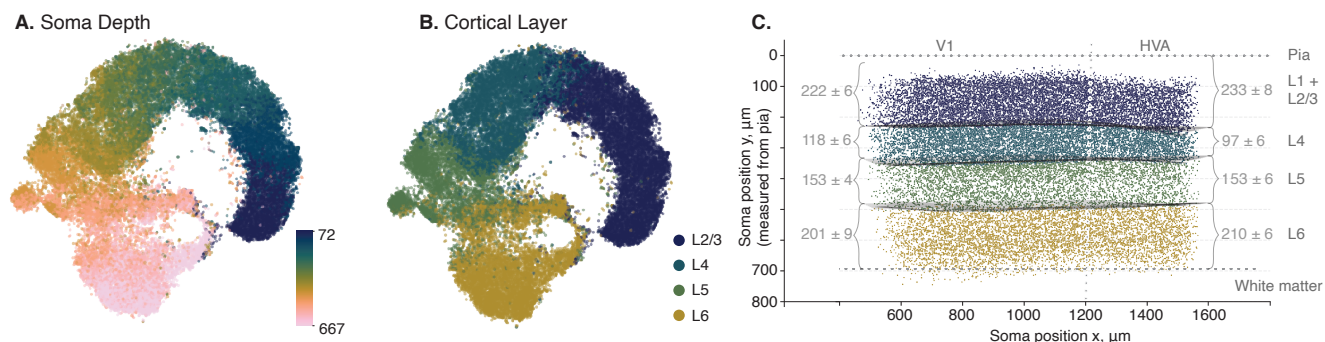 A. Soma Depth
72
667
B. Cortical Layer
L2/3
L4
L5
L6
C.
V1
HVA
Soma position y, µm
(measured from pia)
0
100
700
800
222 ± 6
118 ± 6
153 ± 4
201 ± 9
233 ± 8
97 ± 6
153 ± 6
210 ± 6
Pia
L1 +
L2/3
L4
L5
L6
White matter
600
800
1000
1200
1400
1600
Soma position x, µm